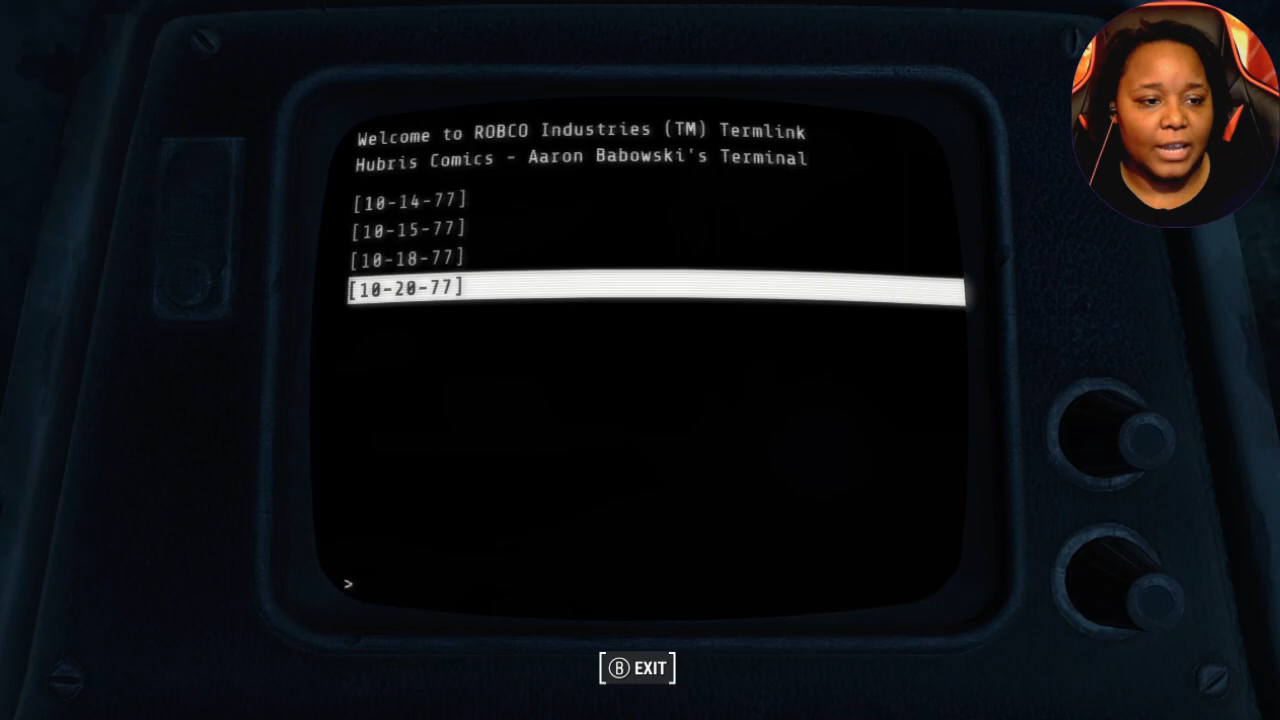 Welcome to ROBCO Industries (TM) Termlink
Hubris Comics - Aaron Babowski's Terminal
[10-14-77]
[10-15-77]
[10-18-77]
[10-20-77]
>
B EXIT